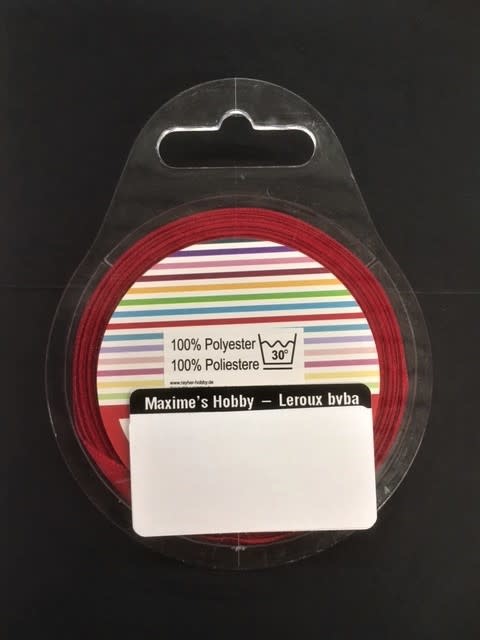 100% Polyester
100% Poliestere
30°
www.rayher-hobby.de
Maxime's Hobby – Leroux bvba